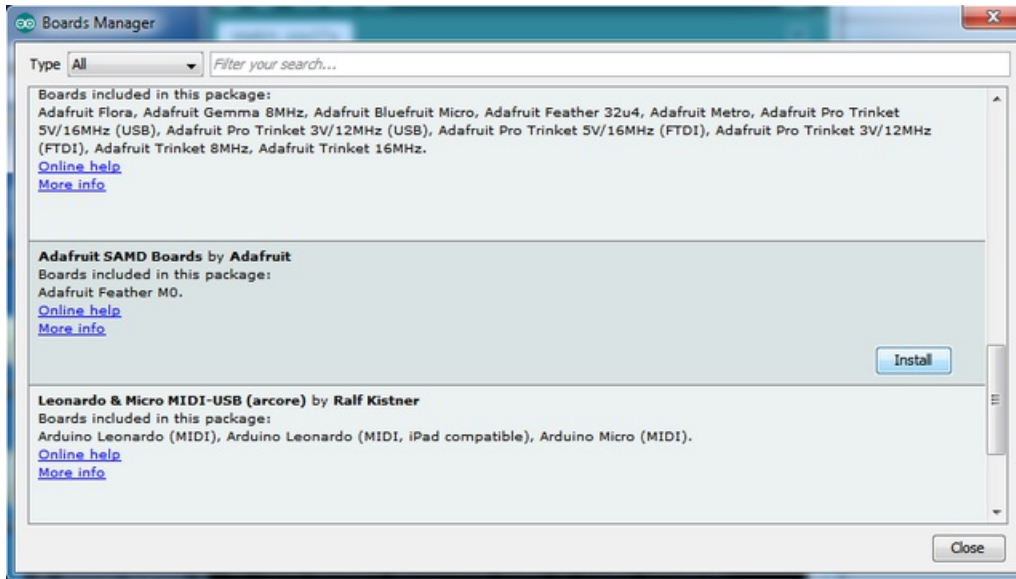 Boards Manager
Type All Filter your search...
Boards included in this package:
Adafruit Flora, Adafruit Gemma 8MHz, Adafruit Bluefruit Micro, Adafruit Feather 32u4, Adafruit Metro, Adafruit Pro Trinket
5V/16MHz (USB), Adafruit Pro Trinket 3V/12MHz (USB), Adafruit Pro Trinket 5V/16MHz (FTDI), Adafruit Pro Trinket 3V/12MHz
(FTDI), Adafruit Trinket 8MHz, Adafruit Trinket 16MHz.
Online help
More info
Adafruit SAMD Boards by Adafruit
Boards included in this package:
Adafruit Feather M0.
Online help
More info
Install
Leonardo & Micro MIDI-USB (arcore) by Ralf Kistner
Boards included in this package:
Arduino Leonardo (MIDI), Arduino Leonardo (MIDI, iPad compatible), Arduino Micro (MIDI).
Online help
More info
Close